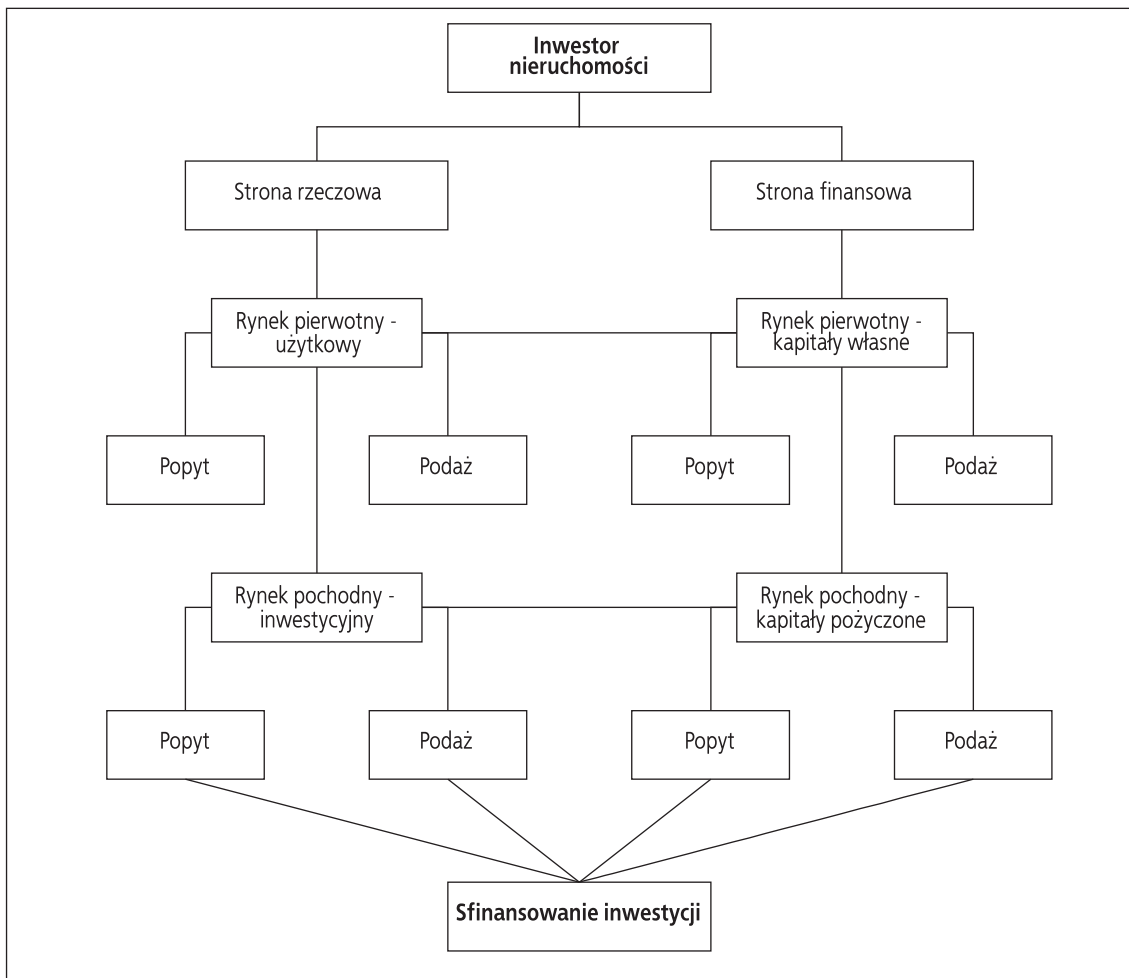 Inwestor
nieruchomości
Strona rzeczowa
Strona finansowa
Rynek pierwotny -
użytkowy
Rynek pierwotny -
kapitały własne
Popyt
Podaż
Popyt
Podaż
Rynek pochodny -
inwestycyjny
Rynek pochodny -
kapitały pożyczone
Popyt
Podaż
Popyt
Podaż
Sfinansowanie inwestycji